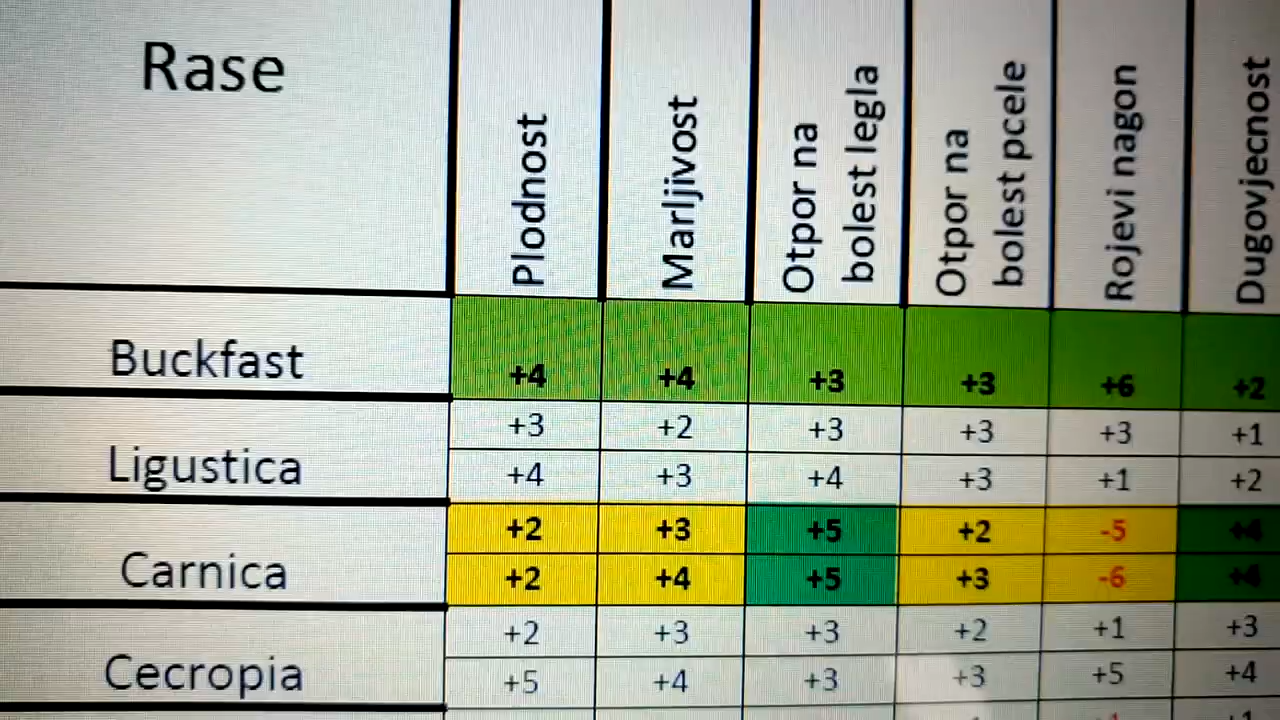 Rase
Plodnost
Marljivost
Otpor na
bolest legla
Otpor na
bolest pcele
Rojevi nagon
Dugovjecnost
Buckfast
+4 +4 +3 +3 +6 +2
Ligustica
+3 +2 +3 +3 +3 +1
+4 +3 +4 +3 +1 +2
Carnica
+2 +3 +5 +2 -5 +4
+2 +4 +5 +3 -6 +4
Cecropia
+2 +3 +3 +2 +1 +3
+5 +4 +3 +3 +5 +4